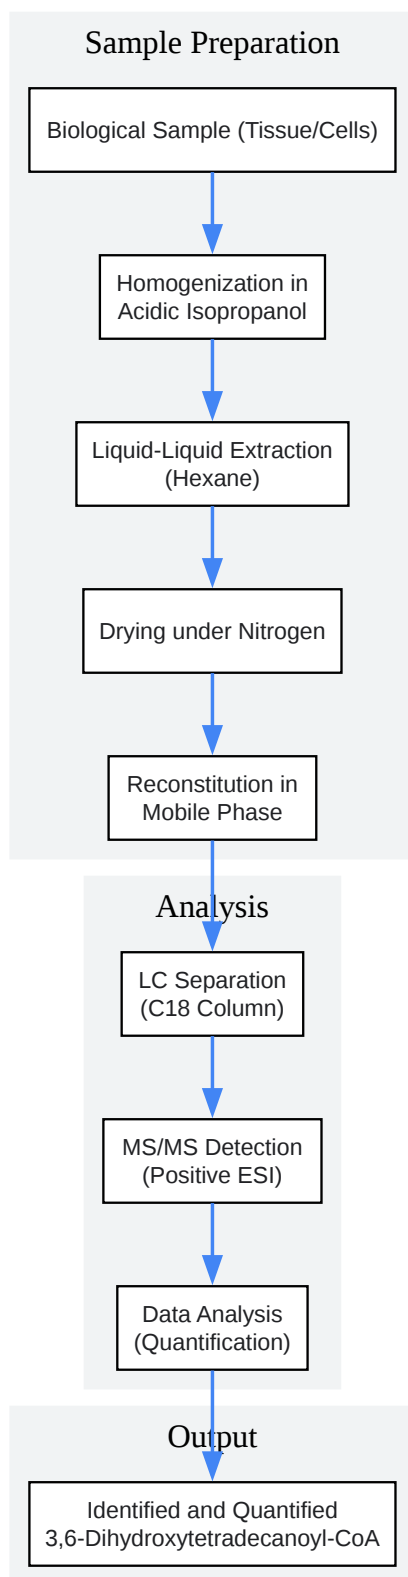 Sample Preparation
Biological Sample (Tissue/Cells)
Homogenization in
Acidic Isopropanol
Liquid-Liquid Extraction
(Hexane)
Drying under Nitrogen
Reconstitution in
Mobile Phase
Analysis
LC Separation
(C18 Column)
MS/MS Detection
(Positive ESI)
Data Analysis
(Quantification)
Output
Identified and Quantified
3,6-Dihydroxytetradecanoyl-CoA